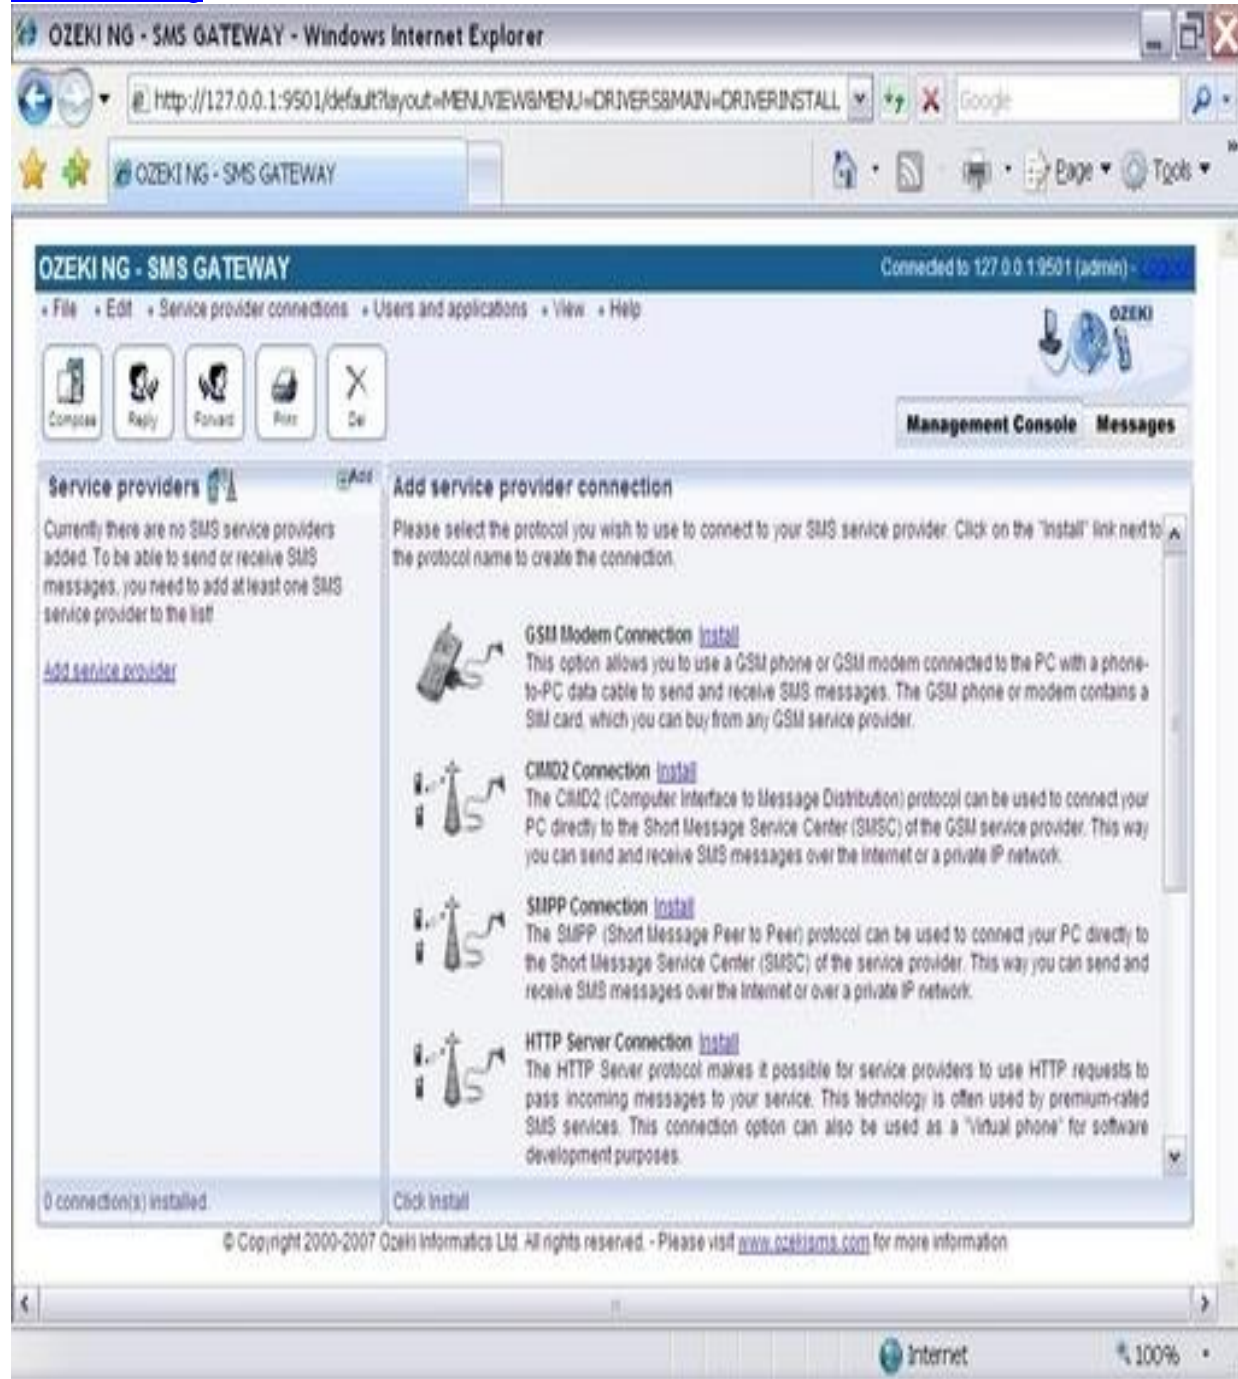 OZEKI NG - SMS GATEWAY - Windows Internet Explorer
http://127.0.0.1:9501/default?layout=MENUVIEW&MENU=DRIVERS&MAIN=DRIVERINSTALL
Google
OZEKI NG - SMS GATEWAY
Page
Tools
OZEKI NG - SMS GATEWAY
Connected to 127.0.0.1:9501 (admin) -
File Edit Service provider connections Users and applications View Help
OZEKI
Compose Reply Forward Print Del
Management Console Messages
Service providers
Add
Currently there are no SMS service providers
added. To be able to send or receive SMS
messages, you need to add at least one SMS
service provider to the list!
Add service provider
0 connection(s) installed
Add service provider connection
Please select the protocol you wish to use to connect to your SMS service provider. Click on the "Install" link next to
the protocol name to create the connection.
GSM Modem Connection Install
This option allows you to use a GSM phone or GSM modem connected to the PC with a phone-
to-PC data cable to send and receive SMS messages. The GSM phone or modem contains a
SIM card, which you can buy from any GSM service provider.
CIMD2 Connection Install
The CIMD2 (Computer Interface to Message Distribution) protocol can be used to connect your
PC directly to the Short Message Service Center (SMSC) of the GSM service provider. This way
you can send and receive SMS messages over the Internet or a private IP network.
SMPP Connection Install
The SMPP (Short Message Peer to Peer) protocol can be used to connect your PC directly to
the Short Message Service Center (SMSC) of the service provider. This way you can send and
receive SMS messages over the Internet or over a private IP network.
HTTP Server Connection Install
The HTTP Server protocol makes it possible for service providers to use HTTP requests to
pass incoming messages to your service. This technology is often used by premium-rated
SMS services. This connection option can also be used as a "Virtual phone" for software
development purposes.
Click Install
© Copyright 2000-2007 Ozeki Informatics Ltd. All rights reserved. - Please visit www.ozekisms.com for more information
Internet
100%